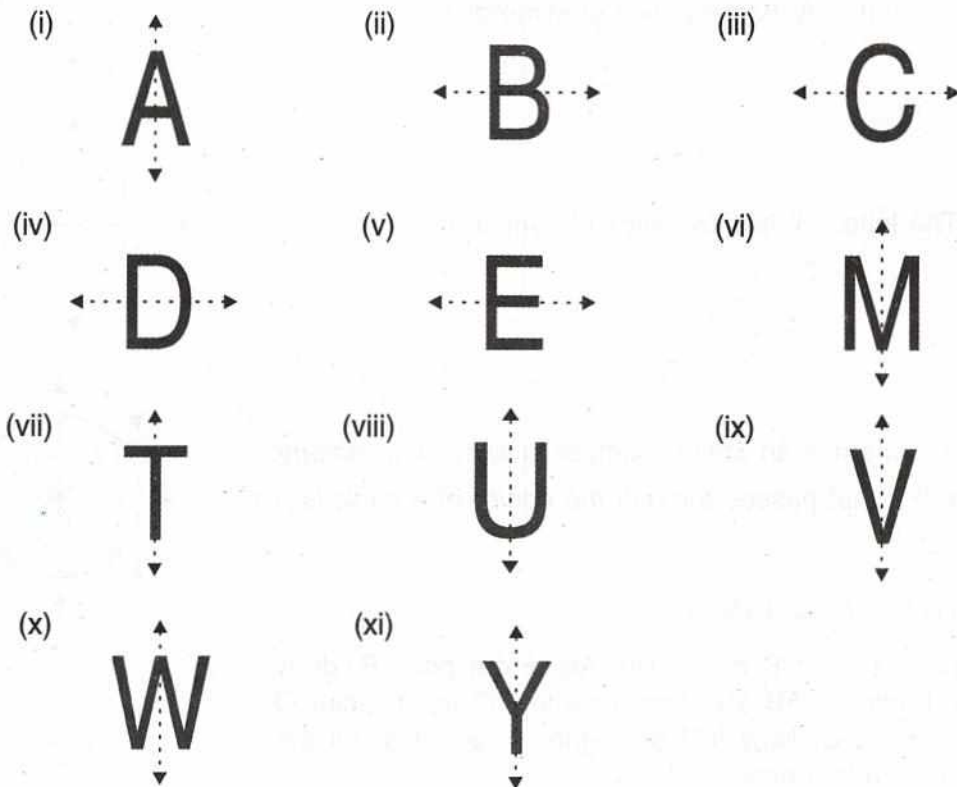 (i) (ii) (iii)
A B C
(iv) (v) (vi)
D E M
(vii) (viii) (ix)
T U V
(x) (xi)
W Y